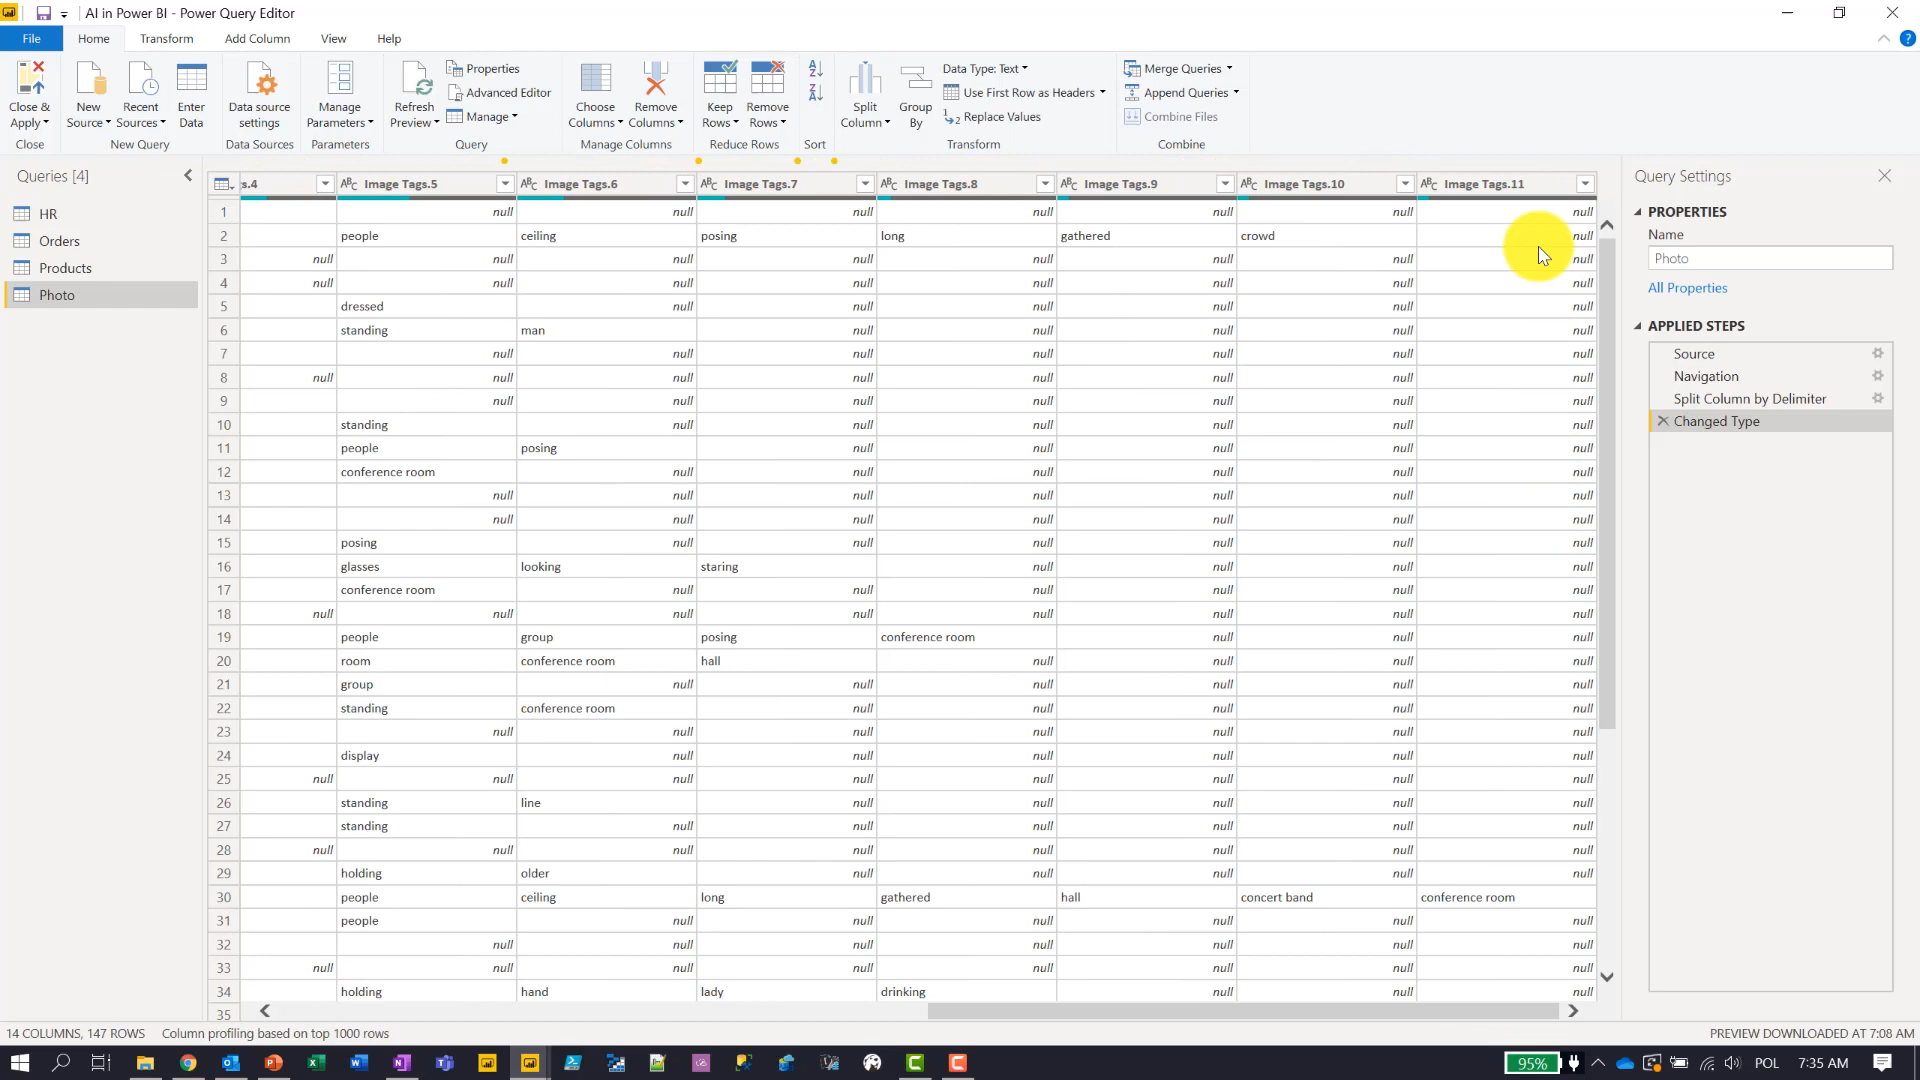 AI in Power BI - Power Query Editor
File Home Transform Add Column View Help
Close & Apply
New Source
Recent Sources
Enter Data
Data source settings
Manage Parameters
Refresh Preview
Properties
Advanced Editor
Manage
Choose Columns
Remove Columns
Keep Rows
Remove Rows
Split Column
Group By
Data Type: Text
Use First Row as Headers
Replace Values
Merge Queries
Append Queries
Combine Files
Close New Query Data Sources Parameters Query Manage Columns Reduce Rows Sort Transform Combine
Queries [4]
HR
Orders
Products
Photo
s.4 Image Tags.5 Image Tags.6 Image Tags.7 Image Tags.8 Image Tags.9 Image Tags.10 Image Tags.11
1 null null null null null null null
2 people ceiling posing long gathered crowd null
3 null null null null null null null null
4 null null null null null null null null
5 dressed null null null null null null
6 standing man null null null null null
7 null null null null null null null
8 null null null null null null null null
9 null null null null null null null
10 standing null null null null null null
11 people posing null null null null null
12 conference room null null null null null null
13 null null null null null null null
14 null null null null null null null
15 posing null null null null null null
16 glasses looking staring null null null null
17 conference room null null null null null null
18 null null null null null null null null
19 people group posing conference room null null null
20 room conference room hall null null null null
21 group null null null null null null
22 standing conference room null null null null null
23 null null null null null null null
24 display null null null null null null
25 null null null null null null null null
26 standing line null null null null null
27 standing null null null null null null
28 null null null null null null null null
29 holding older null null null null null
30 people ceiling long gathered hall concert band conference room
31 people null null null null null null
32 null null null null null null null
33 null null null null null null null null
34 holding hand lady drinking null null null
35
Query Settings
PROPERTIES
Name
Photo
All Properties
APPLIED STEPS
Source
Navigation
Split Column by Delimiter
Changed Type
14 COLUMNS, 147 ROWS Column profiling based on top 1000 rows PREVIEW DOWNLOADED AT 7:08 AM
95% POL 7:35 AM